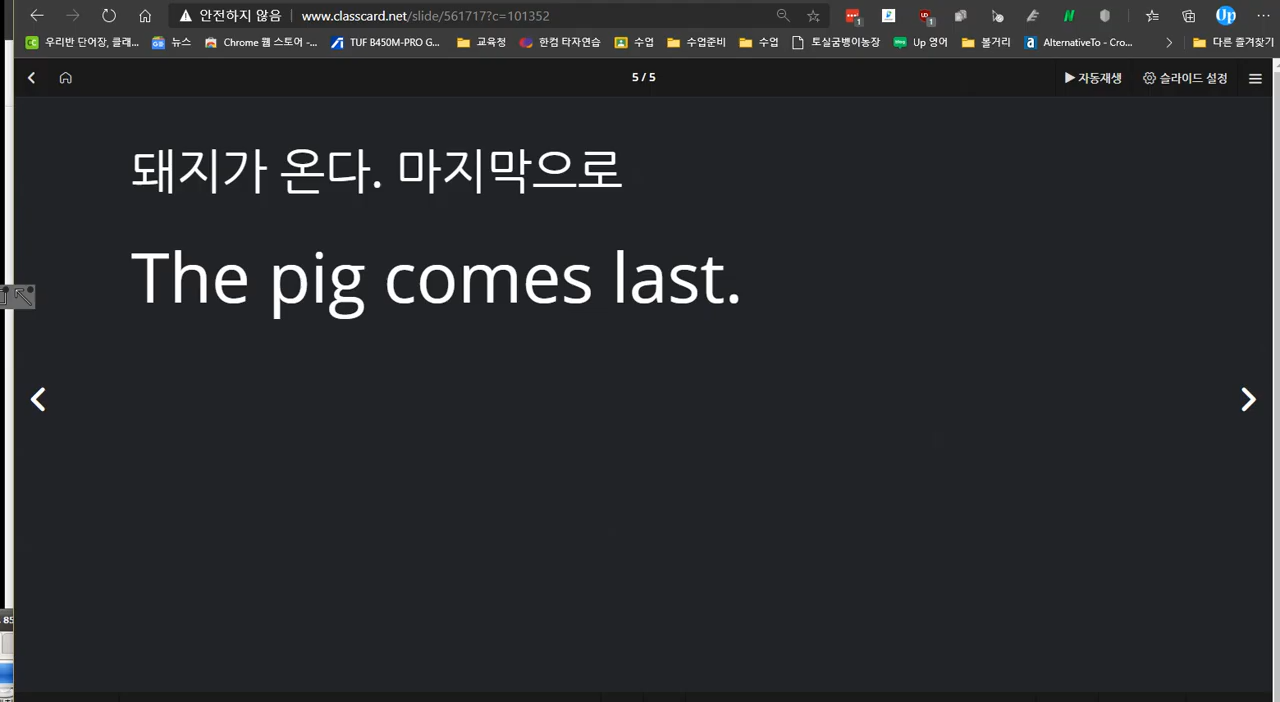 안전하지 않음 www.classcard.net/slide/561717?c=101352
우리반 단어장, 클래... 뉴스 Chrome 웹 스토어 -... TUF B450M-PRO G... 교육청 한컴 타자연습 수업 수업준비 수업 토실굼벵이농장 Up 영어 볼거리 AlternativeTo - Cro... 다른 즐겨찾기
5 / 5 자동재생 슬라이드 설정
돼지가 온다. 마지막으로
The pig comes last.